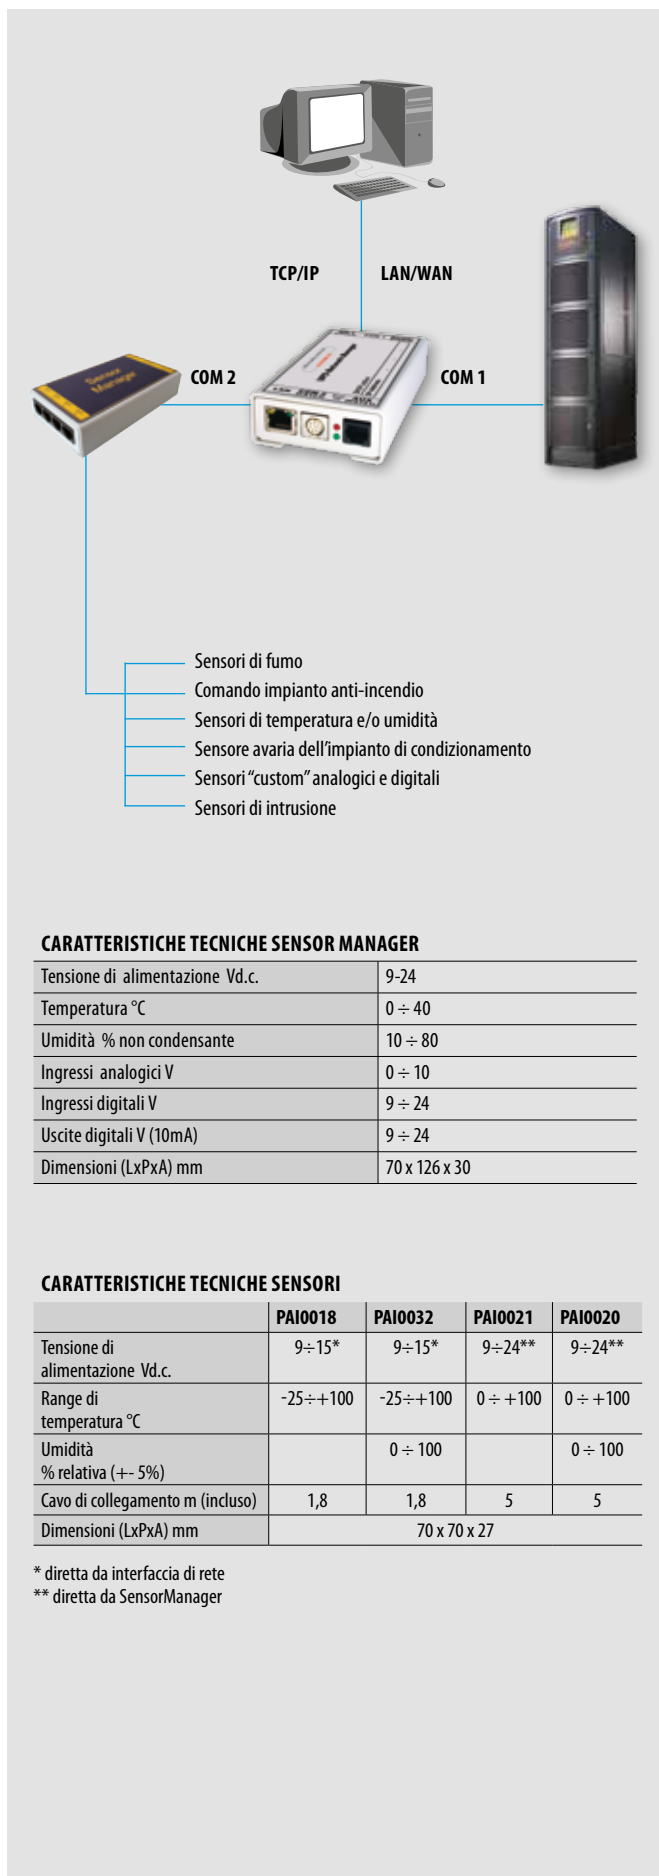 TCP/IP LAN/WAN
COM 2 COM 1
Sensor
Manager
Sensori di fumo
Comando impianto anti-incendio
Sensori di temperatura e/o umidità
Sensore avaria dell’impianto di condizionamento
Sensori “custom” analogici e digitali
Sensori di intrusione
CARATTERISTICHE TECNICHE SENSOR MANAGER
Tensione di alimentazione Vd.c. 9-24
Temperatura °C 0 ÷ 40
Umidità % non condensante 10 ÷ 80
Ingressi analogici V 0 ÷ 10
Ingressi digitali V 9 ÷ 24
Uscite digitali V (10mA) 9 ÷ 24
Dimensioni (LxPxA) mm 70 x 126 x 30
CARATTERISTICHE TECNICHE SENSORI
PAI0018 PAI0032 PAI0021 PAI0020
Tensione di 9÷15* 9÷15* 9÷24** 9÷24**
alimentazione Vd.c.
Range di -25÷+100 -25÷+100 0 ÷ +100 0 ÷ +100
temperatura °C
Umidità 0 ÷ 100 0 ÷ 100
% relativa (+- 5%)
Cavo di collegamento m (incluso) 1,8 1,8 5 5
Dimensioni (LxPxA) mm 70 x 70 x 27
* diretta da interfaccia di rete
** diretta da SensorManager